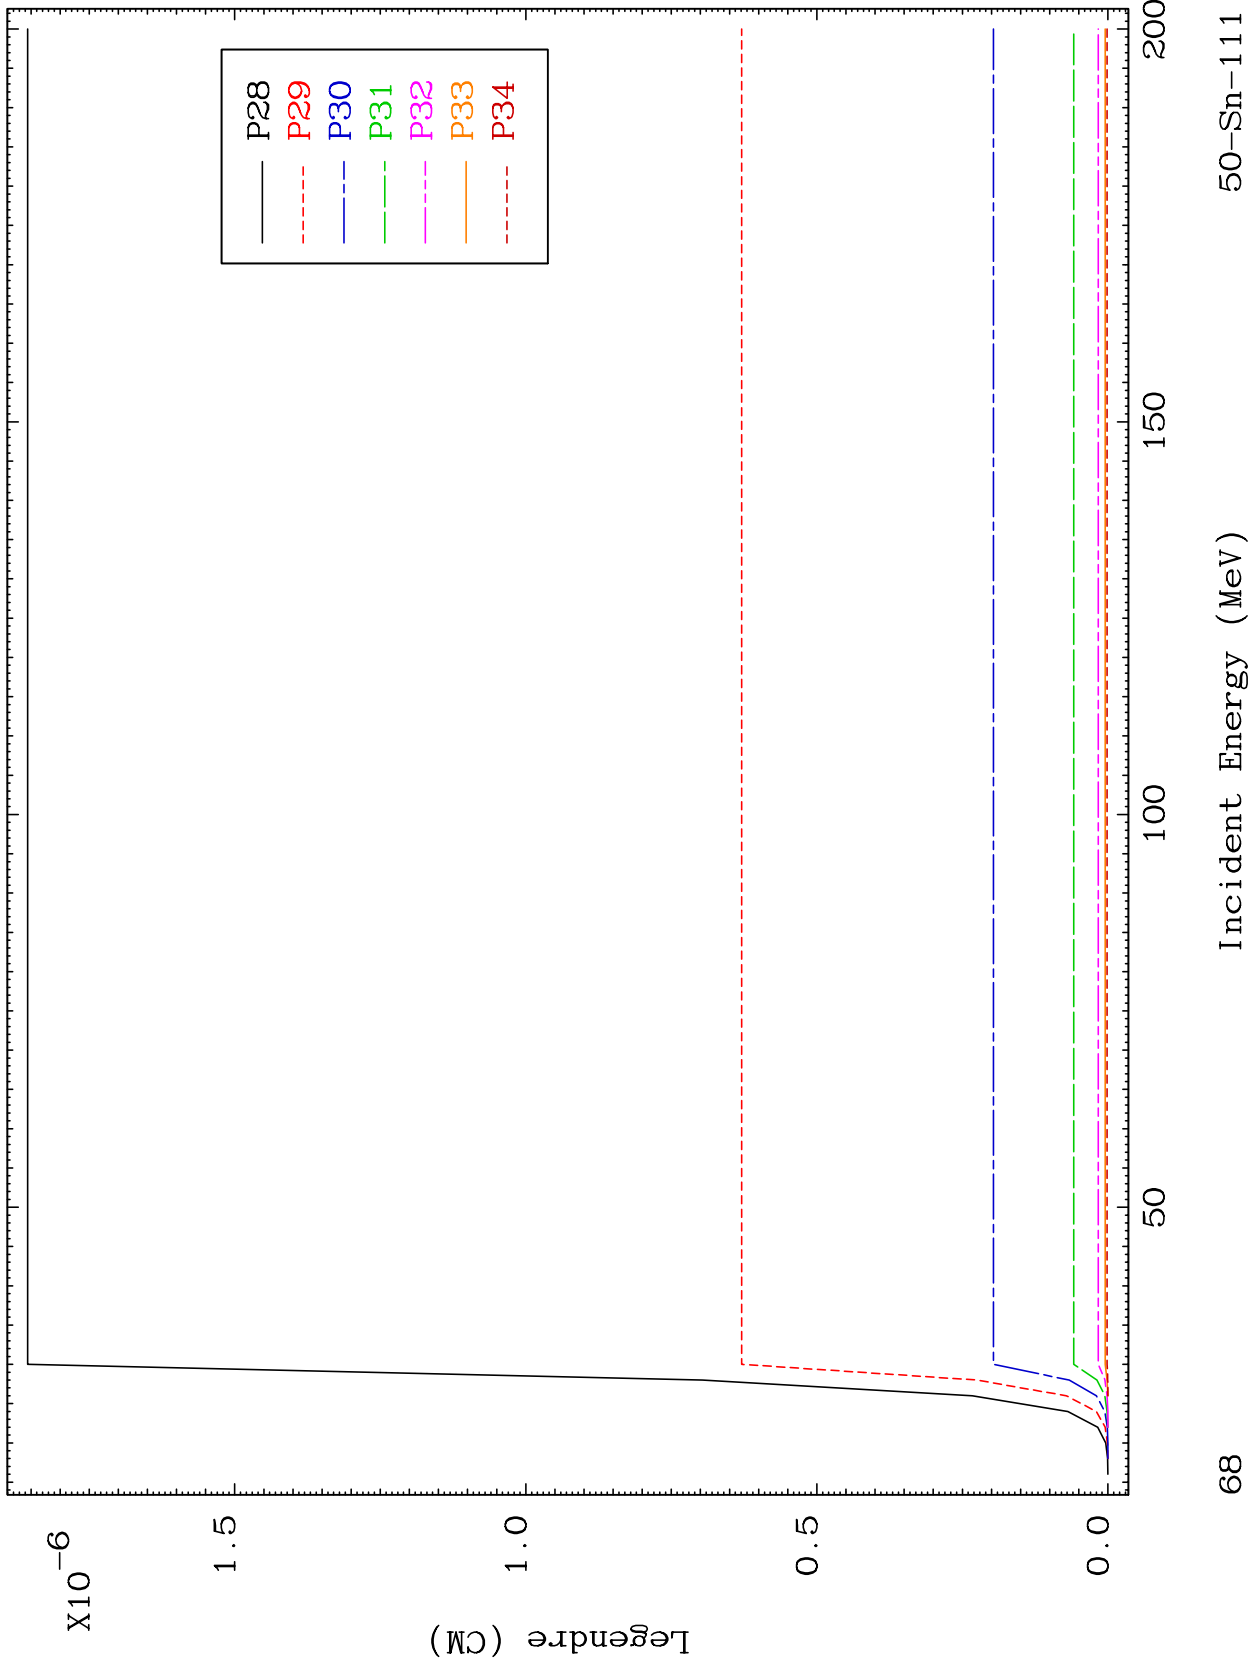 X10-6
1.5
1.0
0.5
0.0
Legendre (CM)
P28
P29
P30
P31
P32
P33
P34
50
100
150
200
Incident Energy (MeV)
68
50-Sn-111